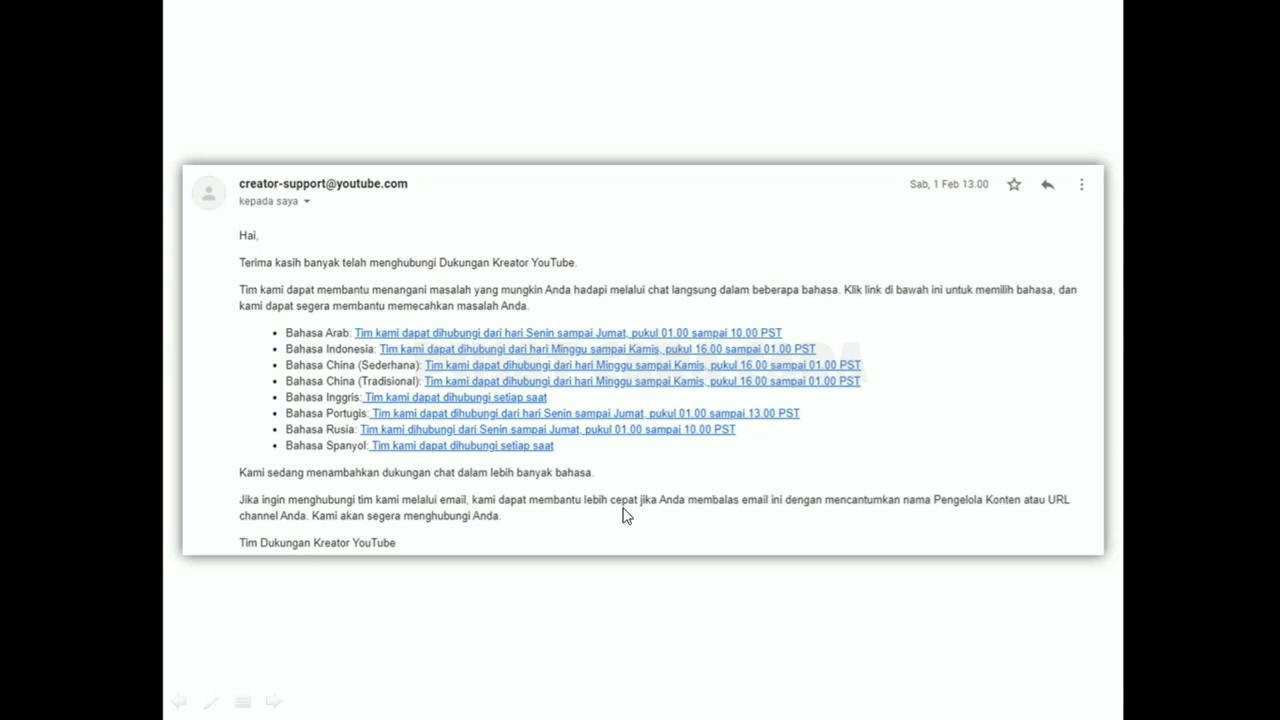 creator-support@youtube.com
Sab, 1 Feb 13.00
kepada saya
Hai,
Terima kasih banyak telah menghubungi Dukungan Kreator YouTube.
Tim kami dapat membantu menangani masalah yang mungkin Anda hadapi melalui chat langsung dalam beberapa bahasa. Klik link di bawah ini untuk memilih bahasa, dan
kami dapat segera membantu memecahkan masalah Anda.
• Bahasa Arab: Tim kami dapat dihubungi dari hari Senin sampai Jumat, pukul 01.00 sampai 10.00 PST
• Bahasa Indonesia: Tim kami dapat dihubungi dari hari Minggu sampai Kamis, pukul 16.00 sampai 01.00 PST
• Bahasa China (Sederhana): Tim kami dapat dihubungi dari hari Minggu sampai Kamis, pukul 16.00 sampai 01.00 PST
• Bahasa China (Tradisional): Tim kami dapat dihubungi dari hari Minggu sampai Kamis, pukul 16.00 sampai 01.00 PST
• Bahasa Inggris: Tim kami dapat dihubungi setiap saat
• Bahasa Portugis: Tim kami dapat dihubungi dari hari Senin sampai Jumat, pukul 01.00 sampai 13.00 PST
• Bahasa Rusia: Tim kami dihubungi dari Senin sampai Jumat, pukul 01.00 sampai 10.00 PST
• Bahasa Spanyol: Tim kami dapat dihubungi setiap saat
Kami sedang menambahkan dukungan chat dalam lebih banyak bahasa.
Jika ingin menghubungi tim kami melalui email, kami dapat membantu lebih cepat jika Anda membalas email ini dengan mencantumkan nama Pengelola Konten atau URL
channel Anda. Kami akan segera menghubungi Anda.
Tim Dukungan Kreator YouTube